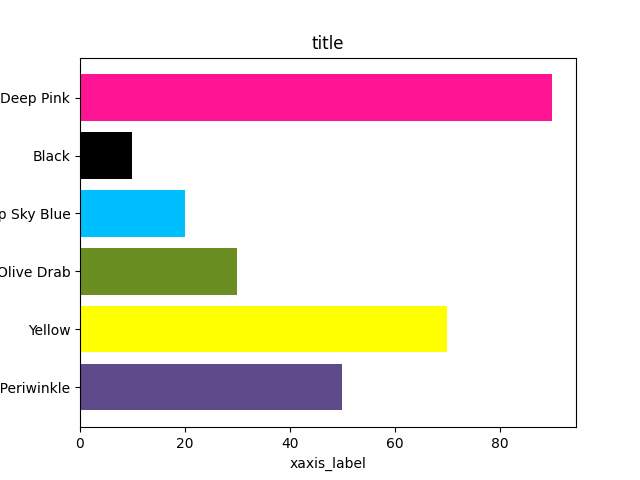 title
Deep Pink
Black
p Sky Blue
Olive Drab
Yellow
Periwinkle
0 20 40 60 80
xaxis_label